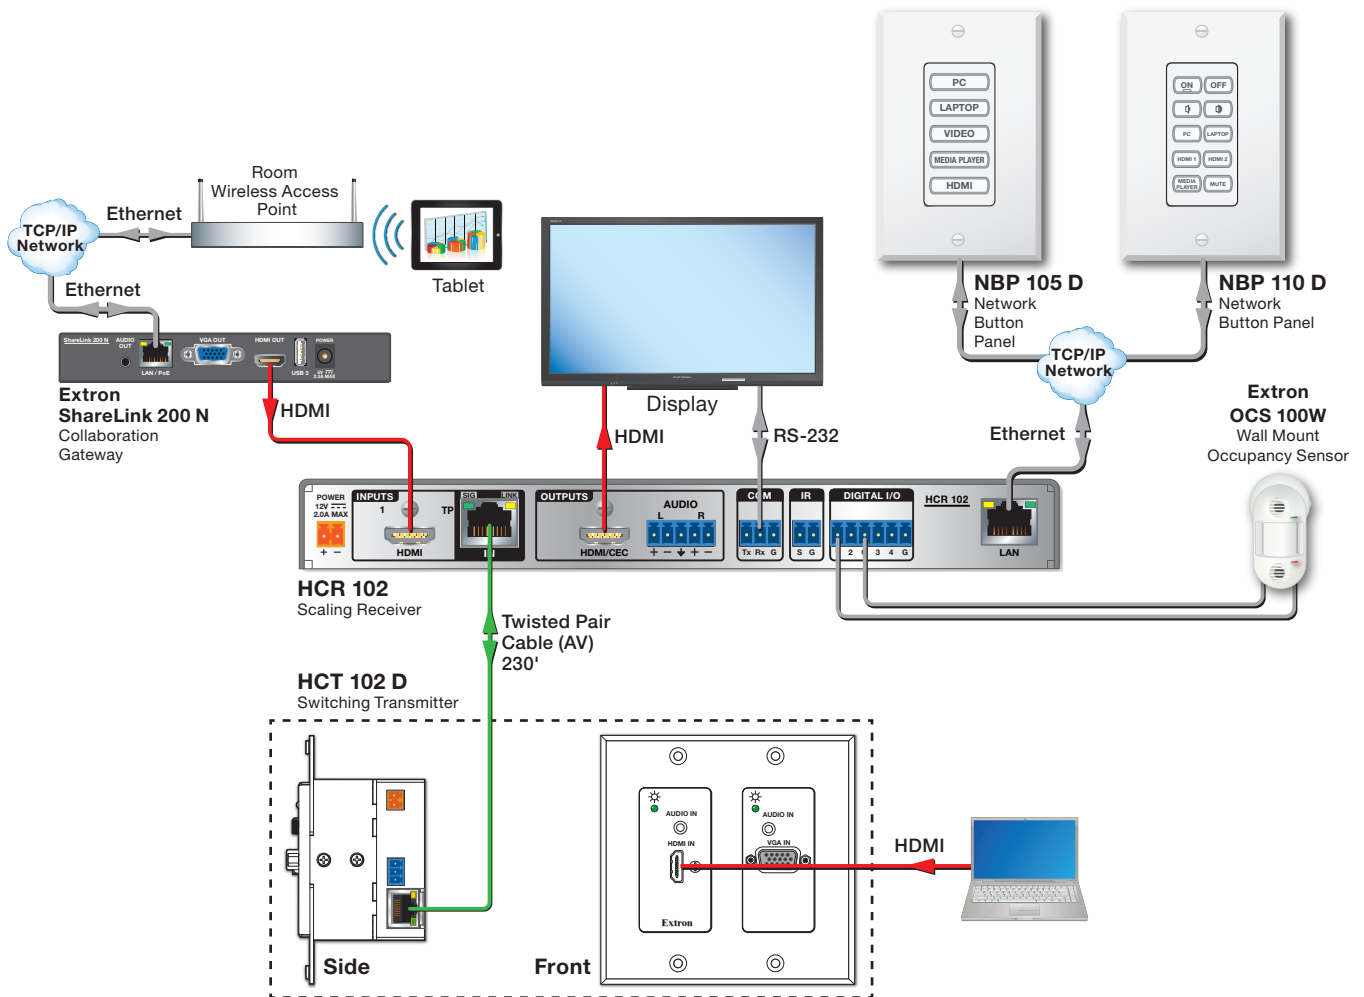 PC
LAPTOP
VIDEO
MEDIA PLAYER
HDMI
ON OFF
PC LAPTOP
HDMI 1 HDMI 2
MEDIA
PLAYER
MUTE
NBP 105 D
Network
Button
Panel
NBP 110 D
Network
Button Panel
Room
Wireless Access
Point
Ethernet
TCP/IP
Network
Tablet
Ethernet
ShareLink 200 N
AUDIO
OUT
LAN / PoE
VGA OUT
HDMI OUT
USB 3
POWER
5V
2.2A MAX
Extron
ShareLink 200 N
Collaboration
Gateway
HDMI
Display
HDMI
RS-232
TCP/IP
Network
Ethernet
Extron
OCS 100W
Wall Mount
Occupancy Sensor
POWER
12V
2.0A MAX
+ −
INPUTS
1
HDMI
TP
SIG LINK
OUTPUTS
HDMI/CEC
AUDIO
L R
+ − + −
COM
Tx Rx G
IR
S G
DIGITAL I/O
2 3 4 G
HCR 102
LAN
HCR 102
Scaling Receiver
Twisted Pair
Cable (AV)
230'
HCT 102 D
Switching Transmitter
AUDIO IN
HDMI IN
Extron
AUDIO IN
VGA IN
HDMI
Side
Front